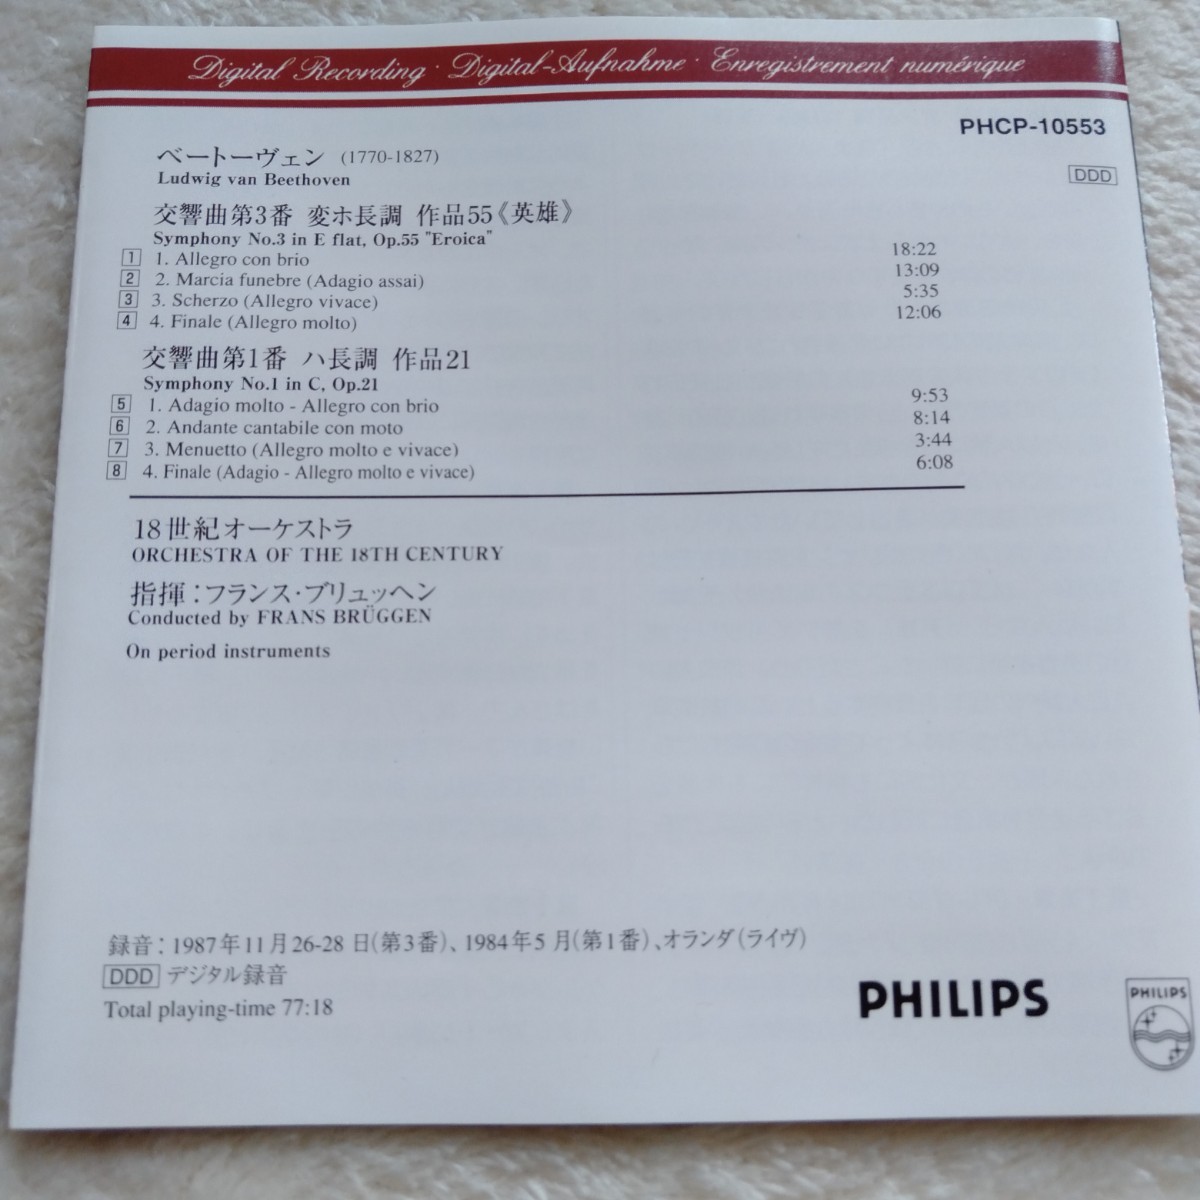 Digital Recording · Digital-Aufnahme · Enregistrement numérique
PHCP-10553
DDD
ベートーヴェン (1770-1827)
Ludwig van Beethoven
交響曲第3番 変ホ長調 作品55《英雄》
Symphony No.3 in E flat, Op.55 "Eroica"
1 1. Allegro con brio 18:22
2 2. Marcia funebre (Adagio assai) 13:09
3 3. Scherzo (Allegro vivace) 5:35
4 4. Finale (Allegro molto) 12:06
交響曲第1番 ハ長調 作品21
Symphony No.1 in C, Op.21
5 1. Adagio molto - Allegro con brio 9:53
6 2. Andante cantabile con moto 8:14
7 3. Menuetto (Allegro molto e vivace) 3:44
8 4. Finale (Adagio - Allegro molto e vivace) 6:08
18世紀オーケストラ
ORCHESTRA OF THE 18TH CENTURY
指揮:フランス・ブリュッヘン
Conducted by FRANS BRÜGGEN
On period instruments
録音:1987年11月26-28日(第3番)、1984年5月(第1番)、オランダ(ライヴ)
DDD デジタル録音
Total playing-time 77:18
PHILIPS
PHILIPS